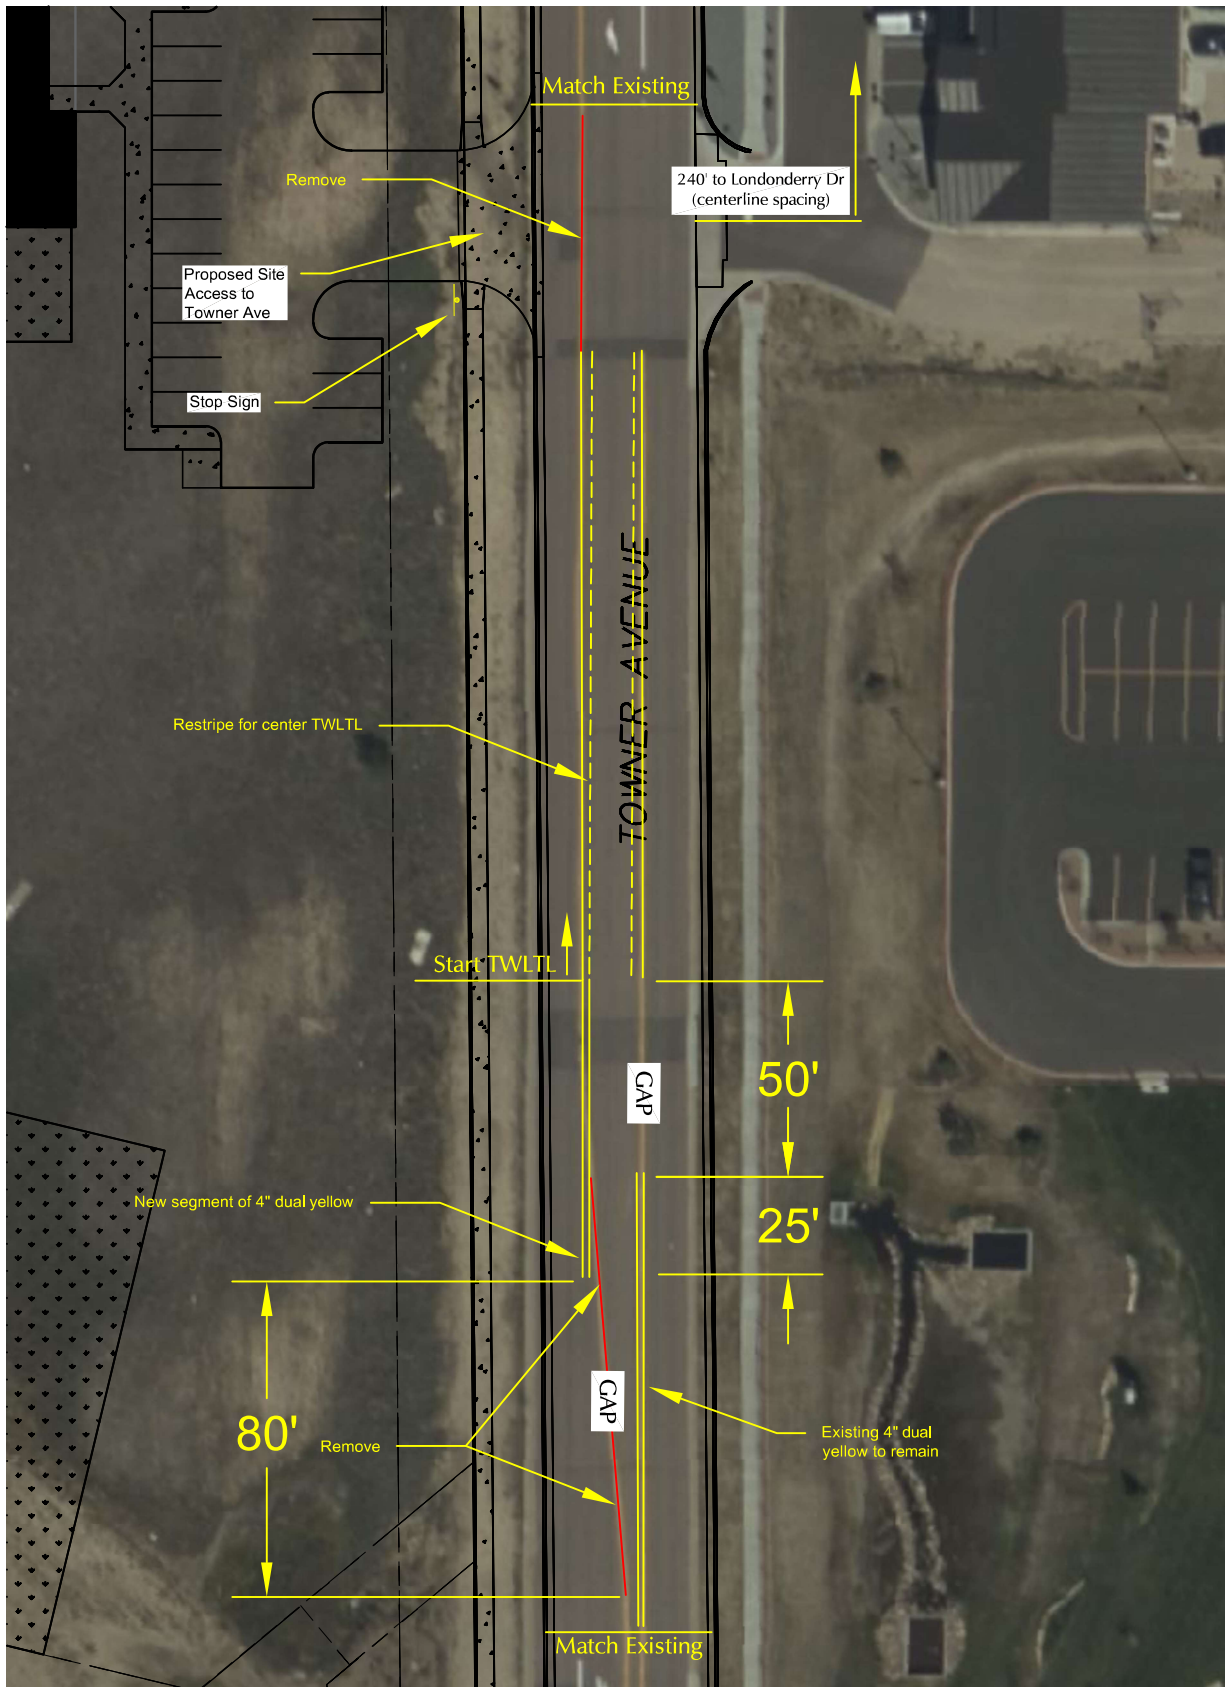 Match Existing
Remove
240' to Londonderry Dr
(centerline spacing)
Proposed Site
Access to
Towner Ave
Stop Sign
TOWNER AVENUE
Restripe for center TWLTL
Start TWLTL
50'
GAP
New segment of 4" dual yellow
25'
GAP
80'
Remove
Existing 4" dual
yellow to remain
Match Existing